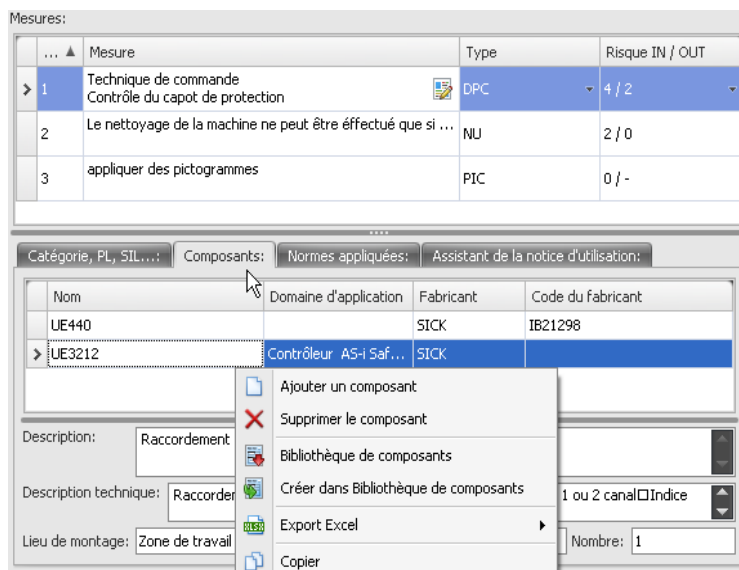 Mesures:
... Mesure Type Risque IN / OUT
1 Technique de commande
Contrôle du capot de protection DPC 4 / 2
2 Le nettoyage de la machine ne peut être éffectué que si ... NU 2 / 0
3 appliquer des pictogrammes PIC 0 / -
Catégorie, PL, SIL...: Composants: Normes appliquées: Assistant de la notice d'utilisation:
Nom Domaine d'application Fabricant Code du fabricant
UE440 SICK IB21298
UE3212 Contrôleur AS-i Saf... SICK
Ajouter un composant
Supprimer le composant
Description: Raccordement
Bibliothèque de composants
Créer dans Bibliothèque de composants
Description technique: Raccorder 1 ou 2 canal□Indice
XLSX Export Excel
Lieu de montage: Zone de travail Nombre: 1
Copier